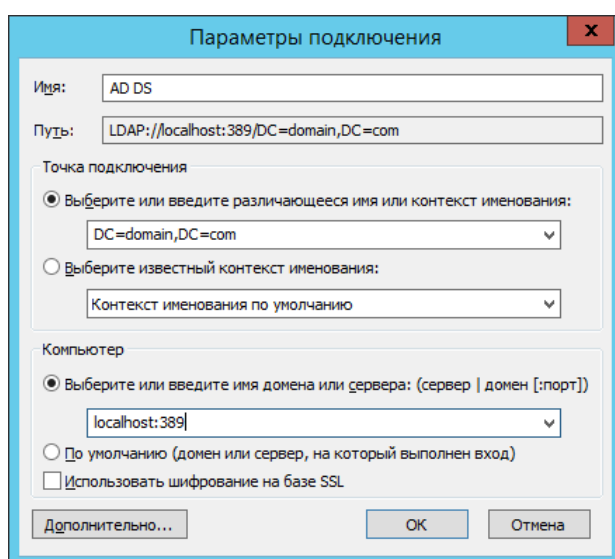 Параметры подключения
x
Имя: AD DS
Путь: LDAP://localhost:389/DC=domain,DC=com
Точка подключения
Выберите или введите различающееся имя или контекст именования:
DC=domain,DC=com
Выберите известный контекст именования:
Контекст именования по умолчанию
Компьютер
Выберите или введите имя домена или сервера: (сервер | домен [:порт])
localhost:389
По умолчанию (домен или сервер, на который выполнен вход)
Использовать шифрование на базе SSL
Дополнительно... ОК Отмена